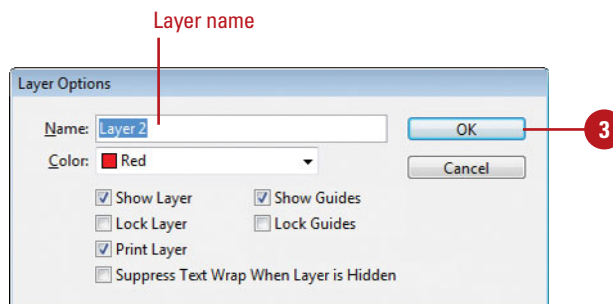 Layer name
Layer Options
Name: Layer 2
OK
3
Color: Red
Cancel
Show Layer Show Guides
Lock Layer Lock Guides
Print Layer
Suppress Text Wrap When Layer is Hidden